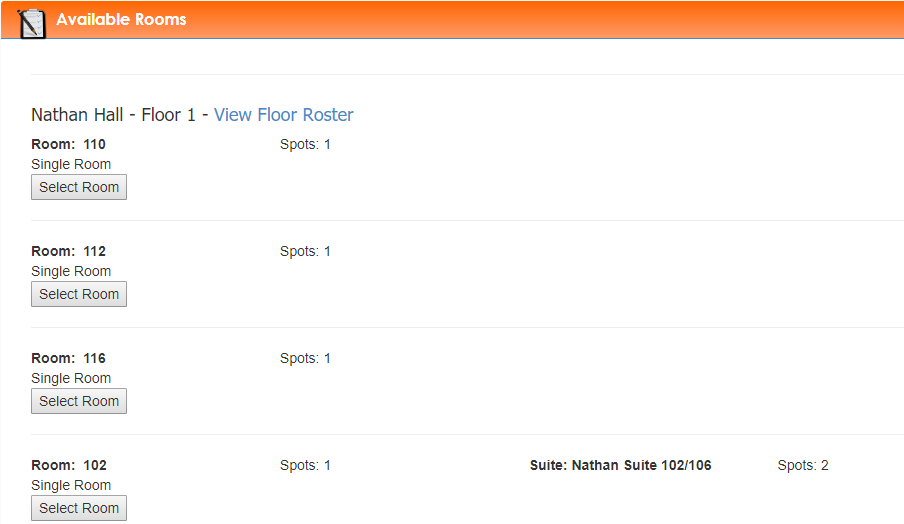 Available Rooms
Nathan Hall - Floor 1 - View Floor Roster
Room: 110 Spots: 1
Single Room
Select Room
Room: 112 Spots: 1
Single Room
Select Room
Room: 116 Spots: 1
Single Room
Select Room
Room: 102 Spots: 1 Suite: Nathan Suite 102/106 Spots: 2
Single Room
Select Room